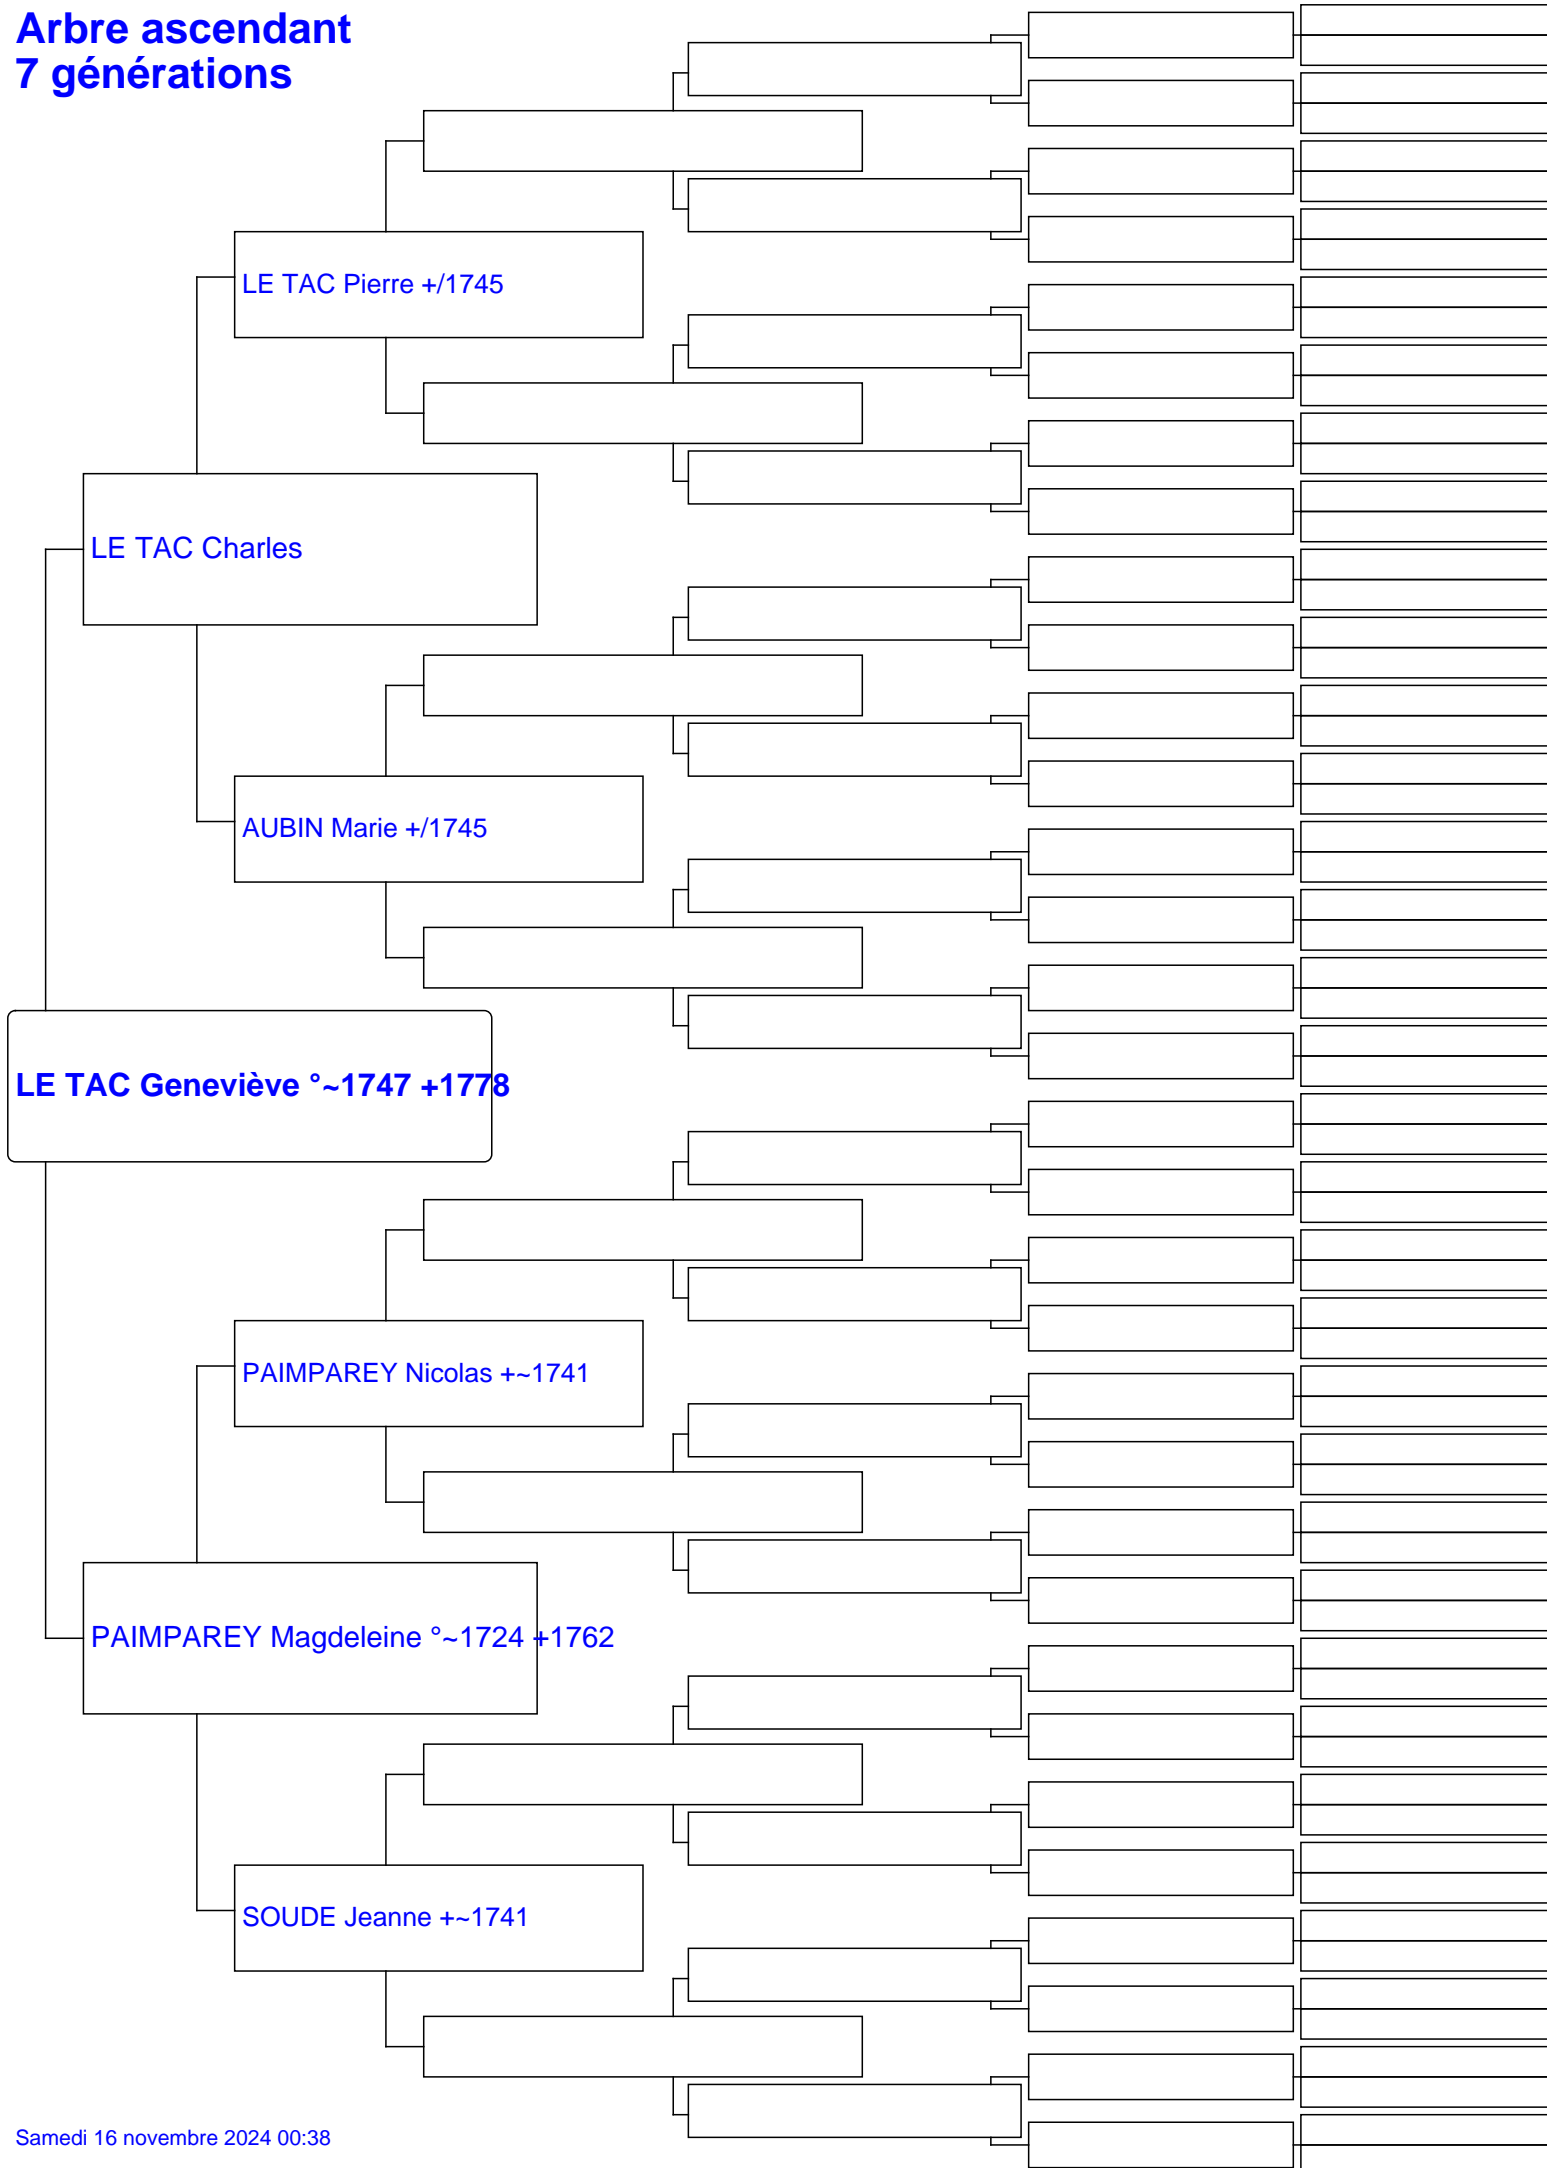 Arbre ascendant
7 générations
LE TAC Pierre +/1745
LE TAC Charles
AUBIN Marie +/1745
LE TAC Geneviève °~1747 +1778
PAIMPAREY Nicolas +~1741
PAIMPAREY Magdeleine °~1724 +1762
SOUDE Jeanne +~1741
Samedi 16 novembre 2024 00:38